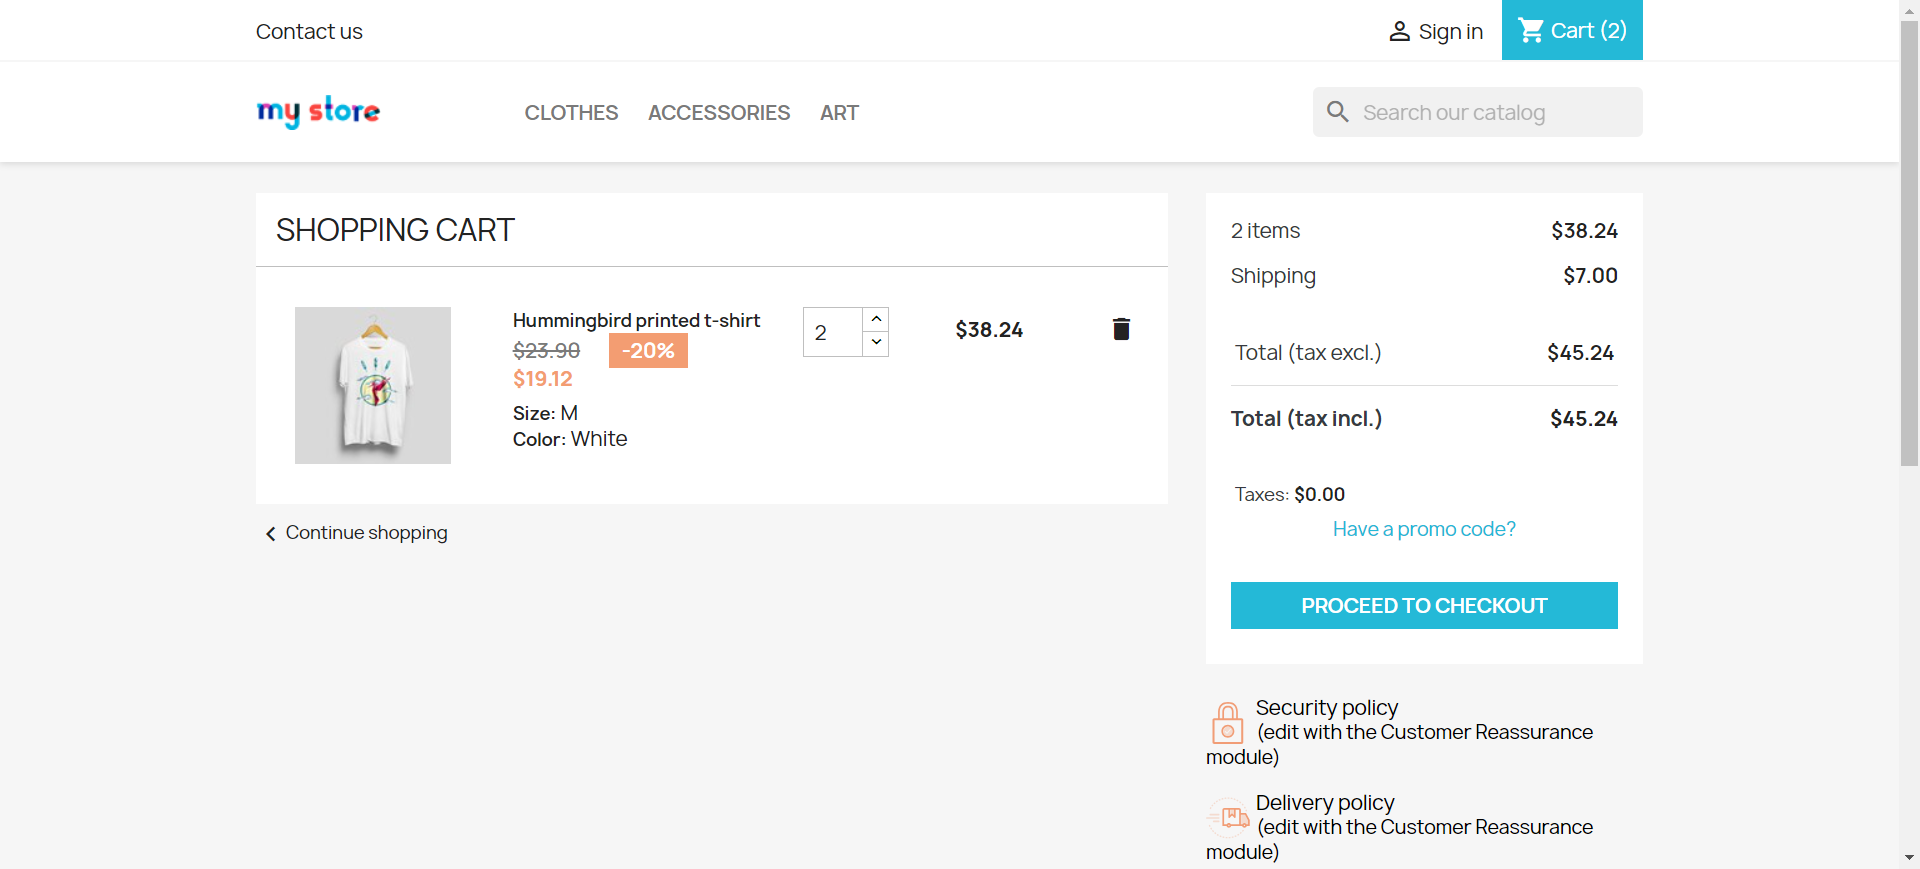 Contact us
Sign in
Cart (2)
my store
CLOTHES
ACCESSORIES
ART
Search our catalog
SHOPPING CART
Hummingbird printed t-shirt
$23.90
-20%
$19.12
Size: M
Color: White
2
$38.24
Continue shopping
2 items
$38.24
Shipping
$7.00
Total (tax excl.)
$45.24
Total (tax incl.)
$45.24
Taxes: $0.00
Have a promo code?
PROCEED TO CHECKOUT
Security policy
(edit with the Customer Reassurance
module)
Delivery policy
(edit with the Customer Reassurance
module)